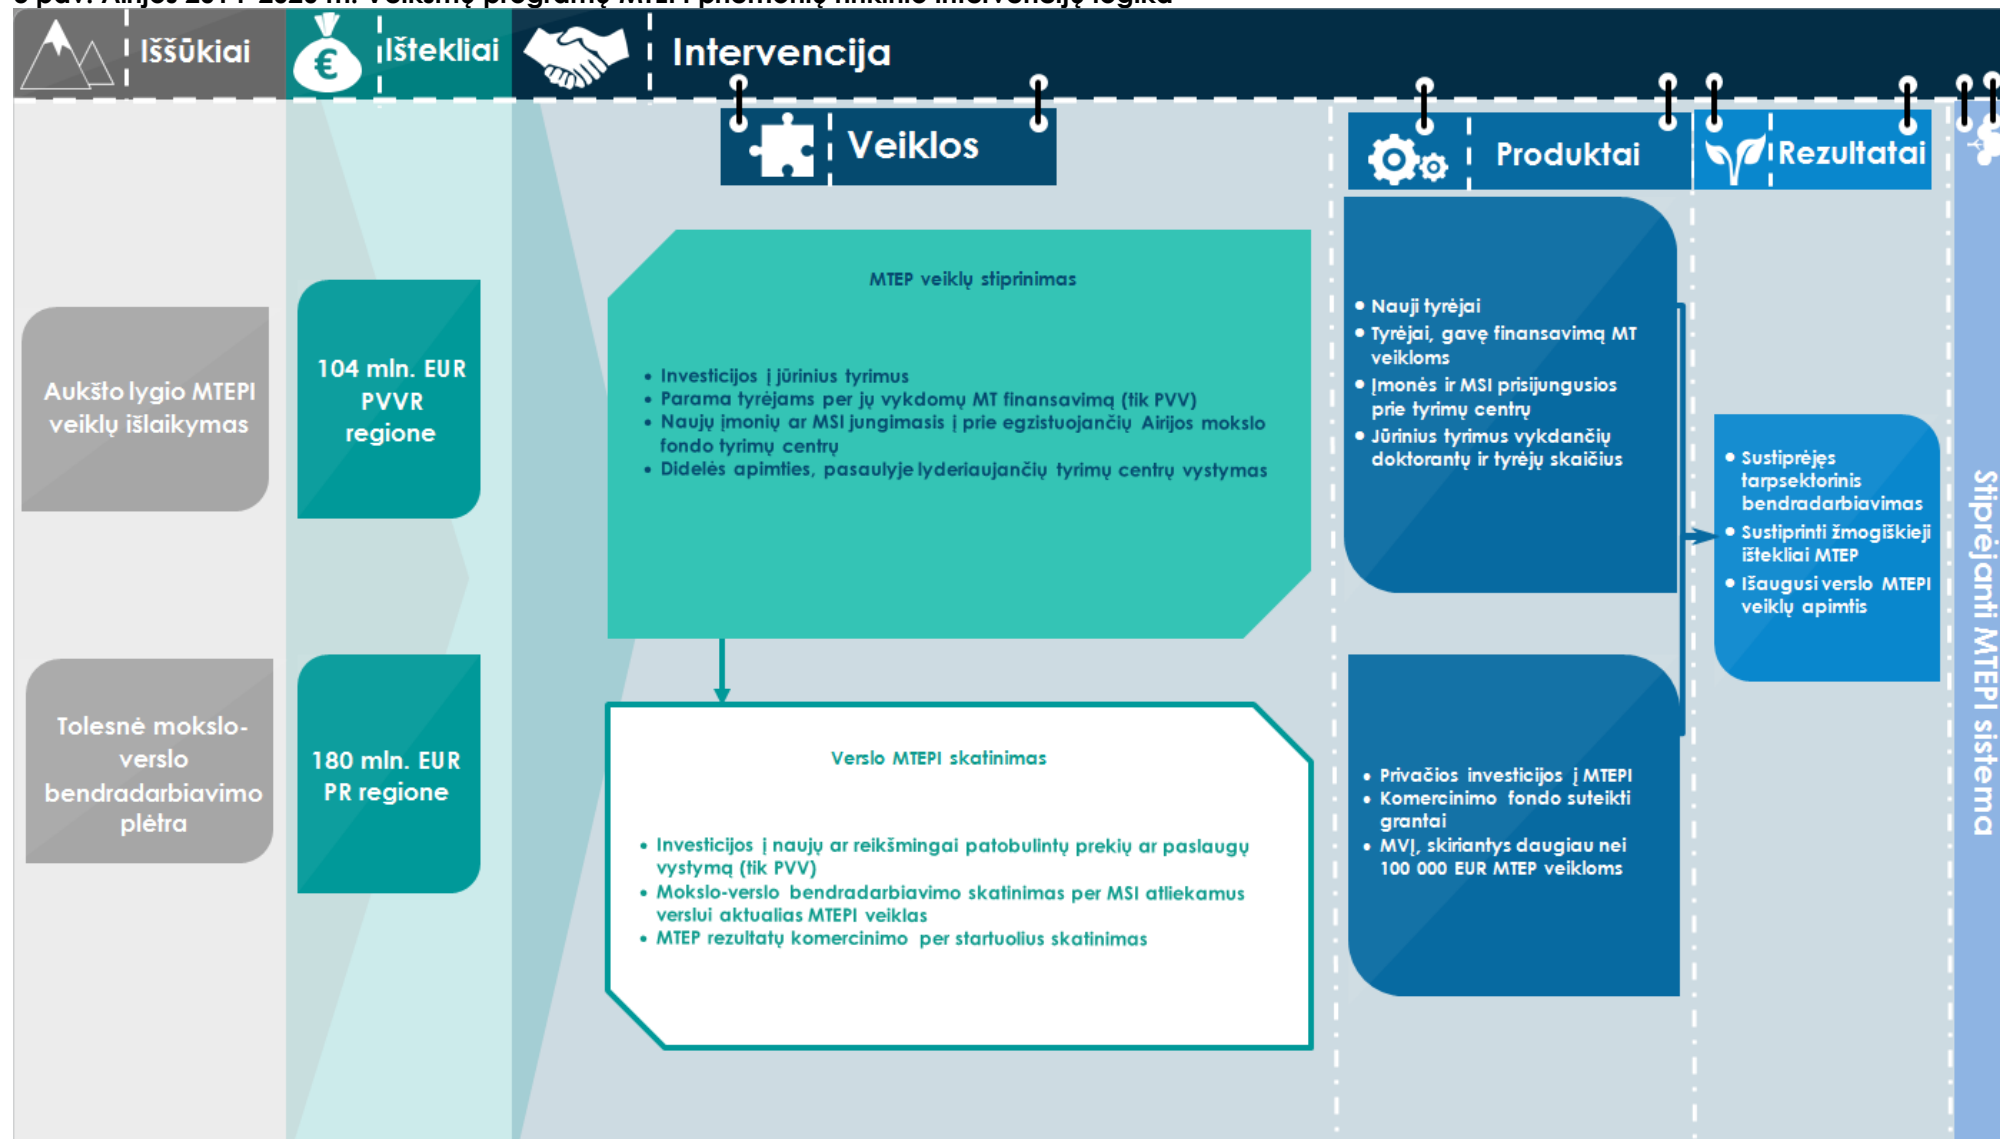 Iššūkiai
Ištekliai
Intervencija
Veiklos
Produktai
Rezultatai
Aukšto lygio MTEPI
veiklų išlaikymas
Tolesnė mokslo-
verslo
bendradarbiavimo
plėtra
104 mln. EUR
PVVR
regione
180 mln. EUR
PR regione
MTEP veiklų stiprinimas
• Investicijos į jūrinius tyrimus
• Parama tyrėjams per jų vykdomų MT finansavimą (tik PVV)
• Naujų įmonių ar MSI jungimasis į prie egzistuojančių Airijos mokslo
fondo tyrimų centrų
• Didelės apimties, pasaulyje lyderiaujančių tyrimų centrų vystymas
Verslo MTEPI skatinimas
• Investicijos į naujų ar reikšmingai patobulintų prekių ar paslaugų
vystymą (tik PVV)
• Mokslo-verslo bendradarbiavimo skatinimas per MSI atliekamus
verslui aktualias MTEPI veiklas
• MTEP rezultatų komercinimo per startuolius skatinimas
• Nauji tyrėjai
• Tyrėjai, gavę finansavimą MT
veikloms
• Įmonės ir MSI prisijungusios
prie tyrimų centrų
• Jūrinius tyrimus vykdančių
doktorantų ir tyrėjų skaičius
• Privačios investicijos į MTEPI
• Komercinimo fondo suteikti
grantai
• MVĮ, skiriantys daugiau nei
100 000 EUR MTEP veikloms
• Sustiprėjęs
tarpsektorinis
bendradarbiavimas
• Sustiprinti žmogiškieji
ištekliai MTEP
• Išaugusi verslo MTEPI
veiklų apimtis
Stiprėjanti MTEPI sistema